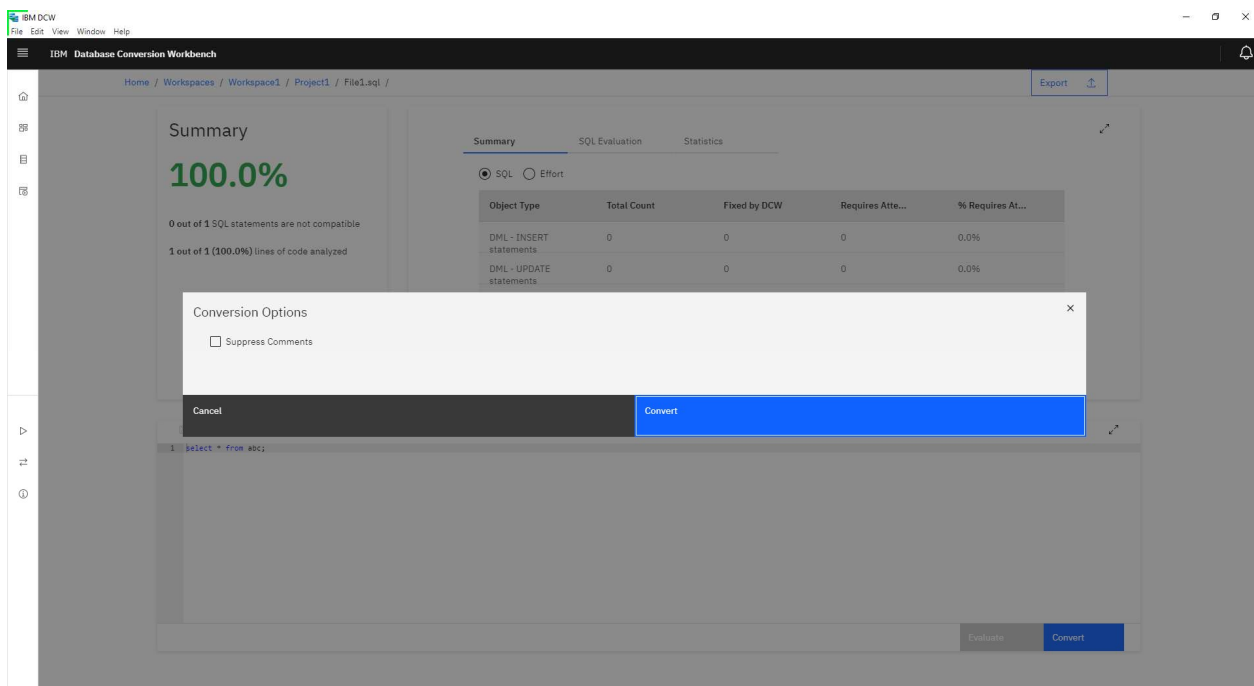 IBM DCW
File Edit View Window Help
IBM Database Conversion Workbench
Home / Workspaces / Workspace1 / Project1 / File1.sql /
Export
Summary
100.0%
0 out of 1 SQL statements are not compatible
1 out of 1 (100.0%) lines of code analyzed
Summary SQL Evaluation Statistics
SQL Effort
Object Type Total Count Fixed by DCW Requires Atte... % Requires At...
DML - INSERT statements 0 0 0 0.0%
DML - UPDATE statements 0 0 0 0.0%
Conversion Options
Suppress Comments
Cancel Convert
1 select * from abc;
Evaluate Convert